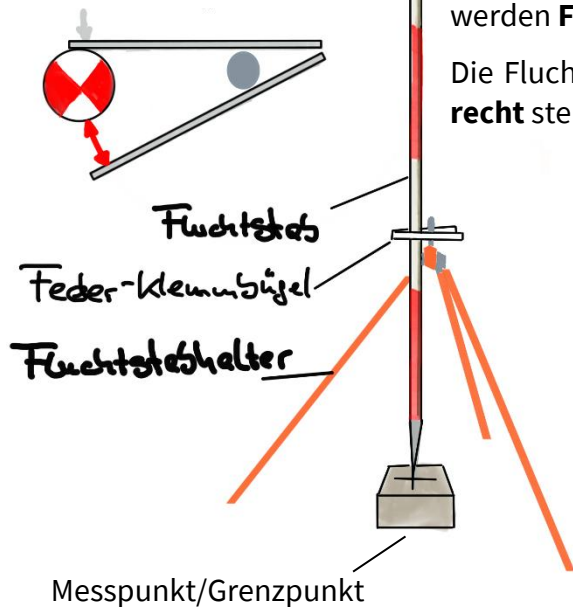 werden F
Die Fluch
recht ste
Fluchtstab
Feder-Klemmbügel
Fluchtstabhalter
Messpunkt/Grenzpunkt